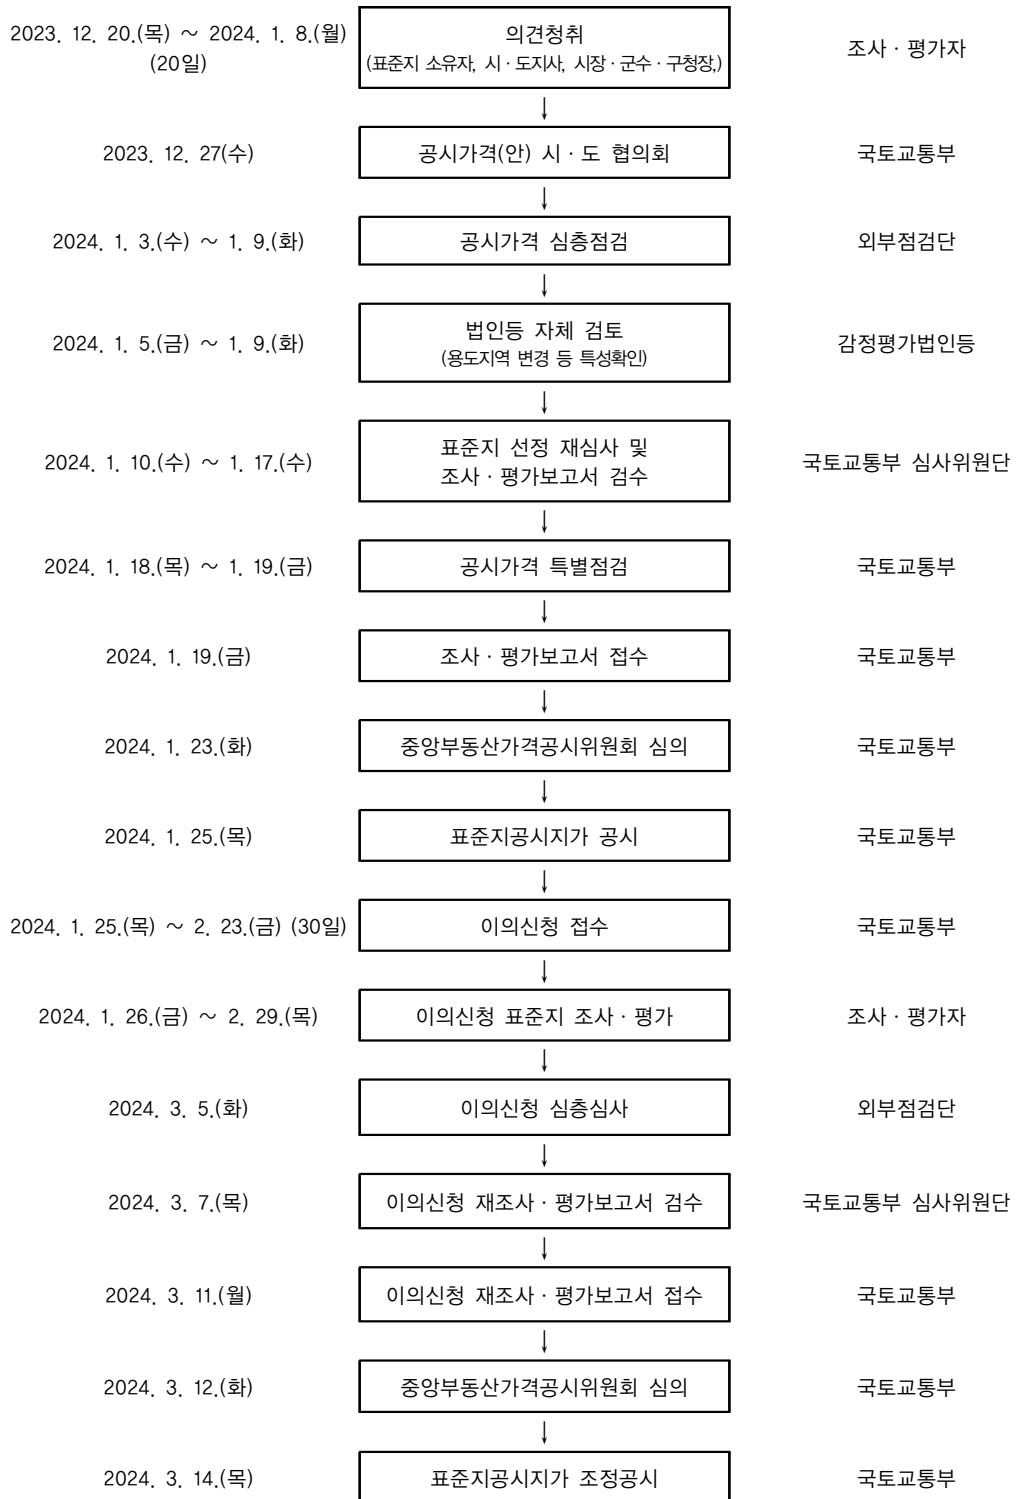 2023. 12. 20.(목) ~ 2024. 1. 8.(월)
(20일)
의견청취
(표준지 소유자, 시·도지사, 시장·군수·구청장,)
조사·평가자
↓
2023. 12. 27(수)
공시가격(안) 시·도 협의회
국토교통부
↓
2024. 1. 3.(수) ~ 1. 9.(화)
공시가격 심층점검
외부점검단
↓
2024. 1. 5.(금) ~ 1. 9.(화)
법인등 자체 검토
(용도지역 변경 등 특성확인)
감정평가법인등
↓
2024. 1. 10.(수) ~ 1. 17.(수)
표준지 선정 재심사 및
조사·평가보고서 검수
국토교통부 심사위원단
↓
2024. 1. 18.(목) ~ 1. 19.(금)
공시가격 특별점검
국토교통부
↓
2024. 1. 19.(금)
조사·평가보고서 접수
국토교통부
↓
2024. 1. 23.(화)
중앙부동산가격공시위원회 심의
국토교통부
↓
2024. 1. 25.(목)
표준지공시지가 공시
국토교통부
↓
2024. 1. 25.(목) ~ 2. 23.(금) (30일)
이의신청 접수
국토교통부
↓
2024. 1. 26.(금) ~ 2. 29.(목)
이의신청 표준지 조사·평가
조사·평가자
↓
2024. 3. 5.(화)
이의신청 심층심사
외부점검단
↓
2024. 3. 7.(목)
이의신청 재조사·평가보고서 검수
국토교통부 심사위원단
↓
2024. 3. 11.(월)
이의신청 재조사·평가보고서 접수
국토교통부
↓
2024. 3. 12.(화)
중앙부동산가격공시위원회 심의
국토교통부
↓
2024. 3. 14.(목)
표준지공시지가 조정공시
국토교통부